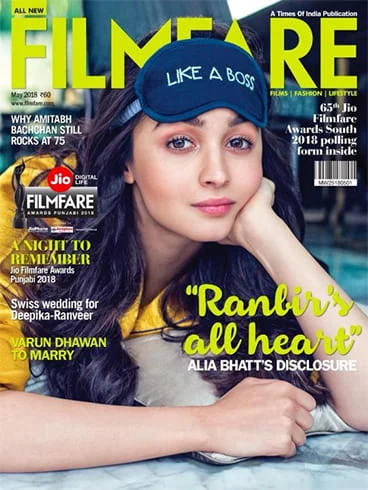 ALL NEW
A Times Of India Publication
FILMFARE
FILMS | FASHION | LIFESTYLE
May 2018 ₹60
www.filmfare.com
LIKE A BOSS
WHY AMITABH
BACHCHAN STILL
ROCKS AT 75
65th Jio
Filmfare
Awards South
2018 polling
form inside
MW25180501
Jio DIGITAL
LIFE
FILMFARE
AWARDS PUNJABI 2018
A NIGHT TO
REMEMBER
Jio Filmfare Awards
Punjabi 2018
Swiss wedding for
Deepika-Ranveer
VARUN DHAWAN
TO MARRY
"Ranbir's
all heart"
ALIA BHATT'S DISCLOSURE